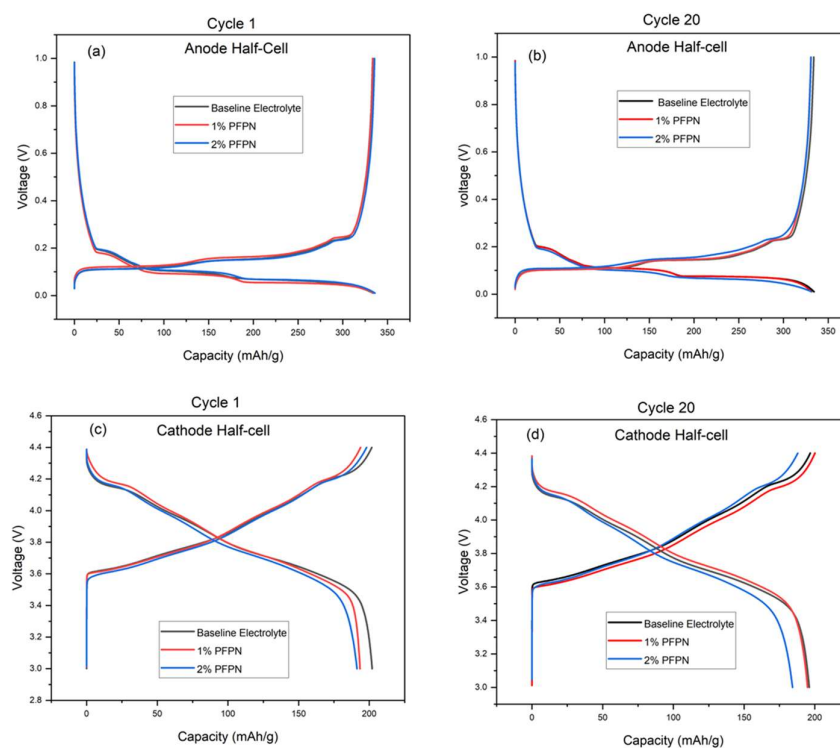 Cycle 1
(a)
Anode Half-Cell
Baseline Electrolyte
1% PFPN
2% PFPN
Voltage (V)
1.0
0.8
0.6
0.4
0.2
0.0
0 50 100 150 200 250 300 350
Capacity (mAh/g)
Cycle 20
(b)
Anode Half-cell
Baseline Electrolyte
1% PFPN
2% PFPN
voltage (V)
1.0
0.8
0.6
0.4
0.2
0.0
0 50 100 150 200 250 300 350
Capacity (mAh/g)
Cycle 1
(c)
Cathode Half-cell
Baseline Electrolyte
1% PFPN
2% PFPN
Voltage (V)
4.6
4.4
4.2
4.0
3.8
3.6
3.4
3.2
3.0
2.8
0 50 100 150 200
Capacity (mAh/g)
Cycle 20
(d)
Cathode Half-cell
Baseline Electrolyte
1% PFPN
2% PFPN
Voltage (V)
4.4
4.2
4.0
3.8
3.6
3.4
3.2
3.0
0 50 100 150 200
Capacity (mAh/g)